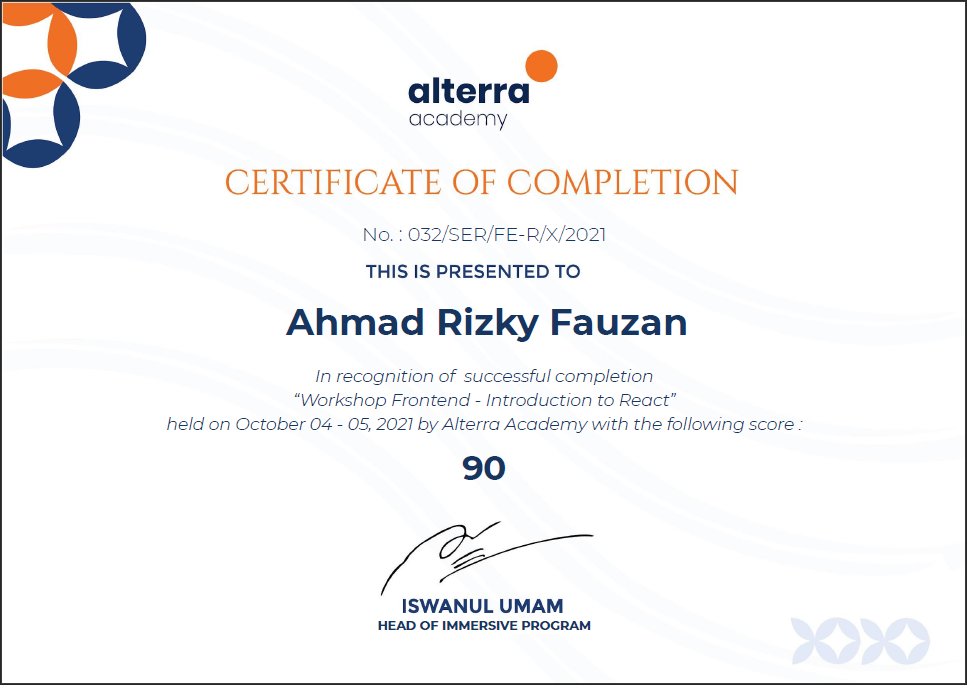 alterra
academy
CERTIFICATE OF COMPLETION
No. : 032/SER/FE-R/X/2021
THIS IS PRESENTED TO
Ahmad Rizky Fauzan
In recognition of successful completion
“Workshop Frontend - Introduction to React”
held on October 04 - 05, 2021 by Alterra Academy with the following score :
90
ISWANUL UMAM
HEAD OF IMMERSIVE PROGRAM